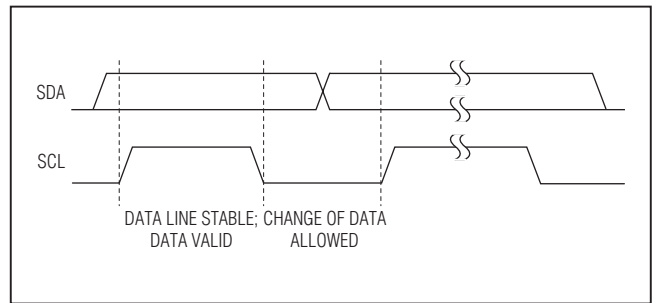 SDA
SCL
DATA LINE STABLE; CHANGE OF DATA
DATA VALID ALLOWED